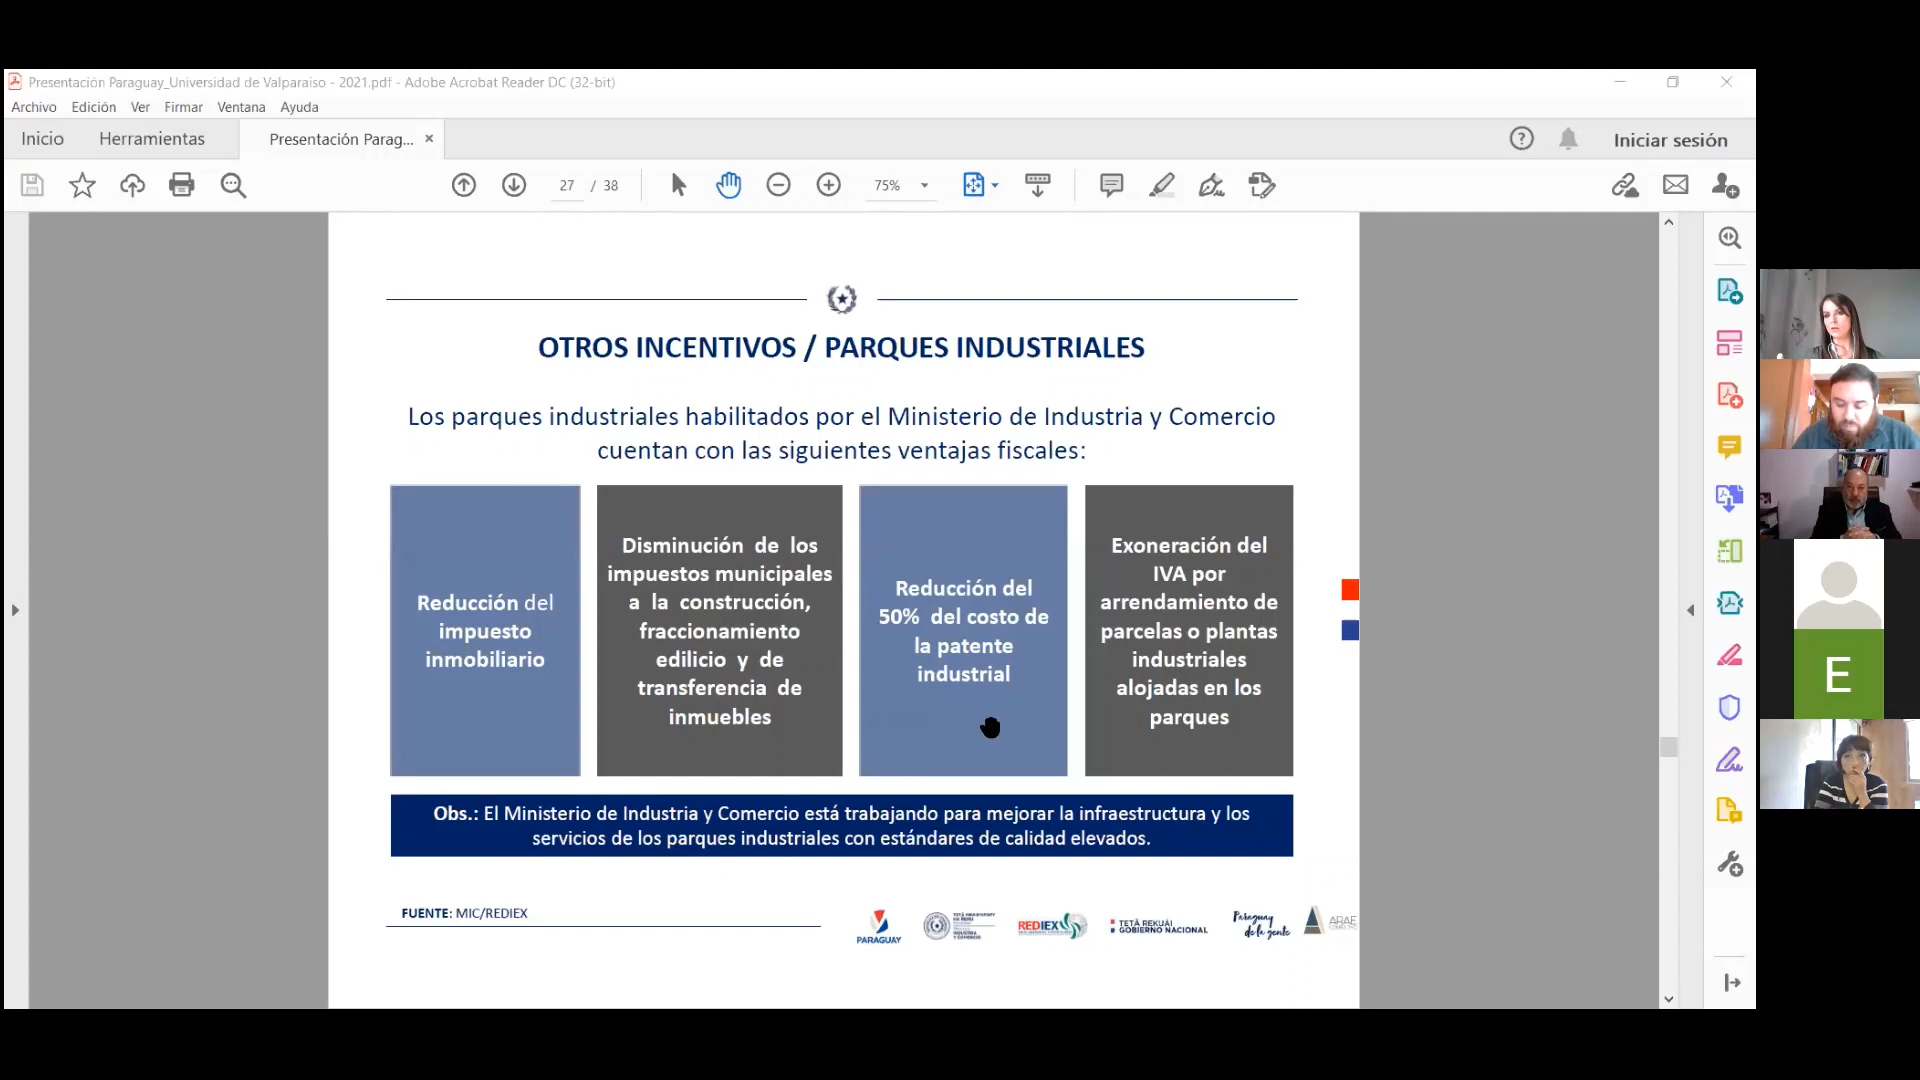 Presentación Paraguay_Universidad de Valparaiso - 2021.pdf - Adobe Acrobat Reader DC (32-bit)
Archivo Edición Ver Firmar Ventana Ayuda
Inicio Herramientas Presentación Parag... Iniciar sesión
27 / 38 75%
OTROS INCENTIVOS / PARQUES INDUSTRIALES
Los parques industriales habilitados por el Ministerio de Industria y Comercio
cuentan con las siguientes ventajas fiscales:
Reducción del
impuesto
inmobiliario
Disminución de los
impuestos municipales
a la construcción,
fraccionamiento
edilicio y de
transferencia de
inmuebles
Reducción del
50% del costo de
la patente
industrial
Exoneración del
IVA por
arrendamiento de
parcelas o plantas
industriales
alojadas en los
parques
Obs.: El Ministerio de Industria y Comercio está trabajando para mejorar la infraestructura y los
servicios de los parques industriales con estándares de calidad elevados.
FUENTE: MIC/REDIEX
PARAGUAY
REDIEX
TETÃ REKUÁI
GOBIERNO NACIONAL
Paraguay
de la gente
E